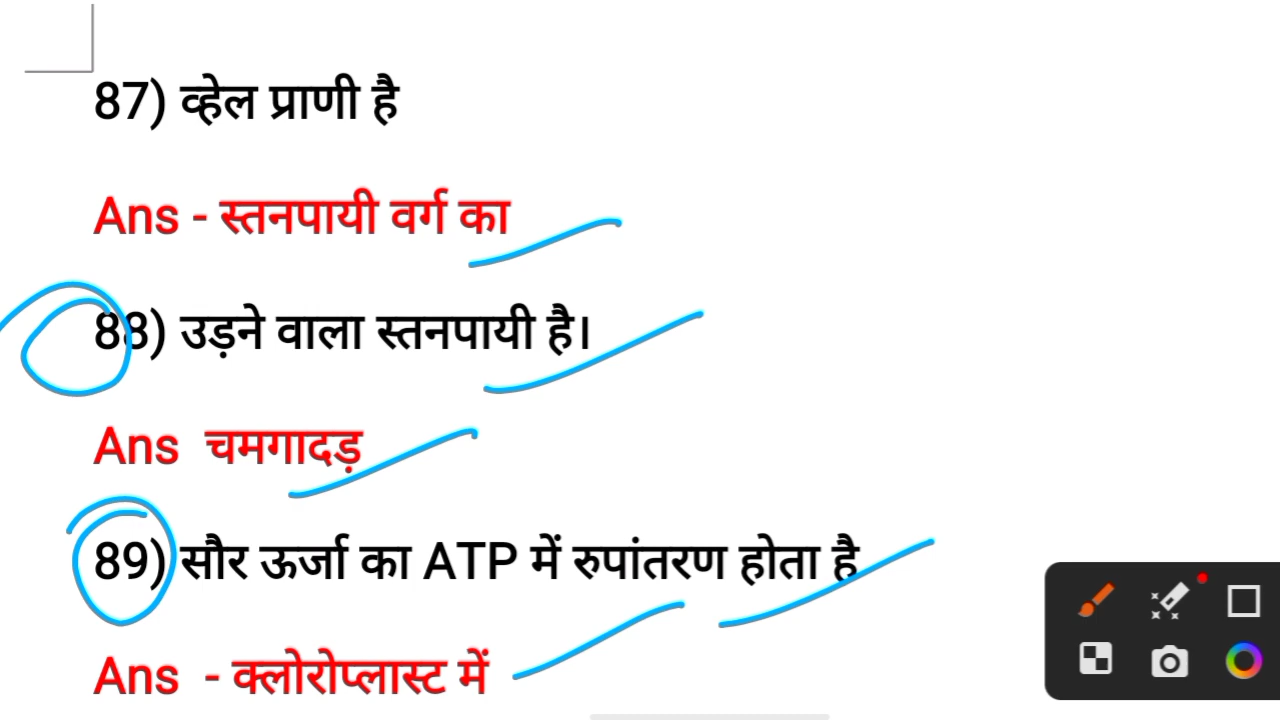 87) व्हेल प्राणी है
Ans - स्तनपायी वर्ग का
88) उड़ने वाला स्तनपायी है।
Ans चमगादड़
89) सौर ऊर्जा का ATP में रुपांतरण होता है
Ans - क्लोरोप्लास्ट में